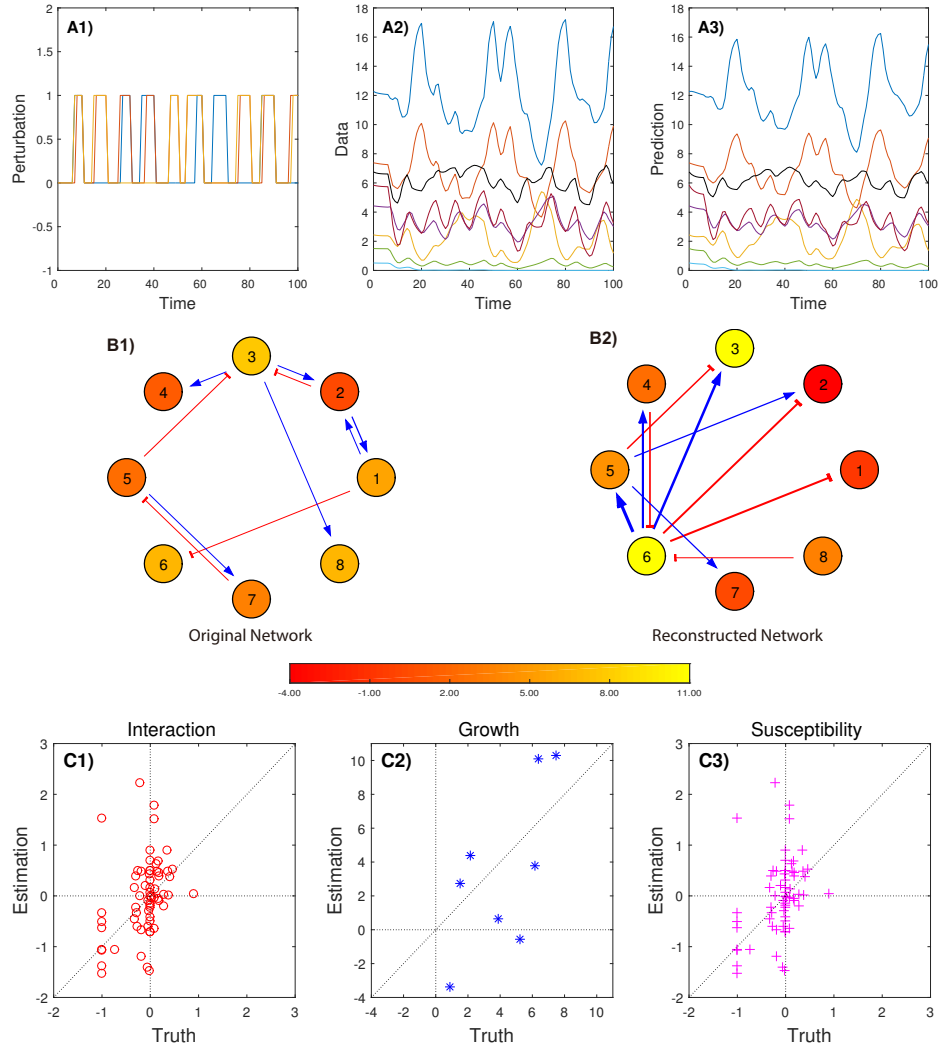 A1)
2
1.5
1
0.5
0
-0.5
-1
0 20 40 60 80 100
Perturbation
Time
A2)
18
16
14
12
10
8
6
4
2
0
0 20 40 60 80 100
Data
Time
A3)
18
16
14
12
10
8
6
4
2
0
0 20 40 60 80 100
Prediction
Time
B1)
3
4
2
5
1
6
8
7
Original Network
B2)
3
4
2
5
1
6
8
7
Reconstructed Network
-4.00 -1.00 2.00 5.00 8.00 11.00
Interaction
C1)
3
2
1
0
-1
-2
-2 -1 0 1 2 3
Estimation
Truth
Growth
C2)
10
8
6
4
2
0
-2
-4
-4 -2 0 2 4 6 8 10
Estimation
Truth
Susceptibility
C3)
3
2
1
0
-1
-2
-2 -1 0 1 2 3
Estimation
Truth